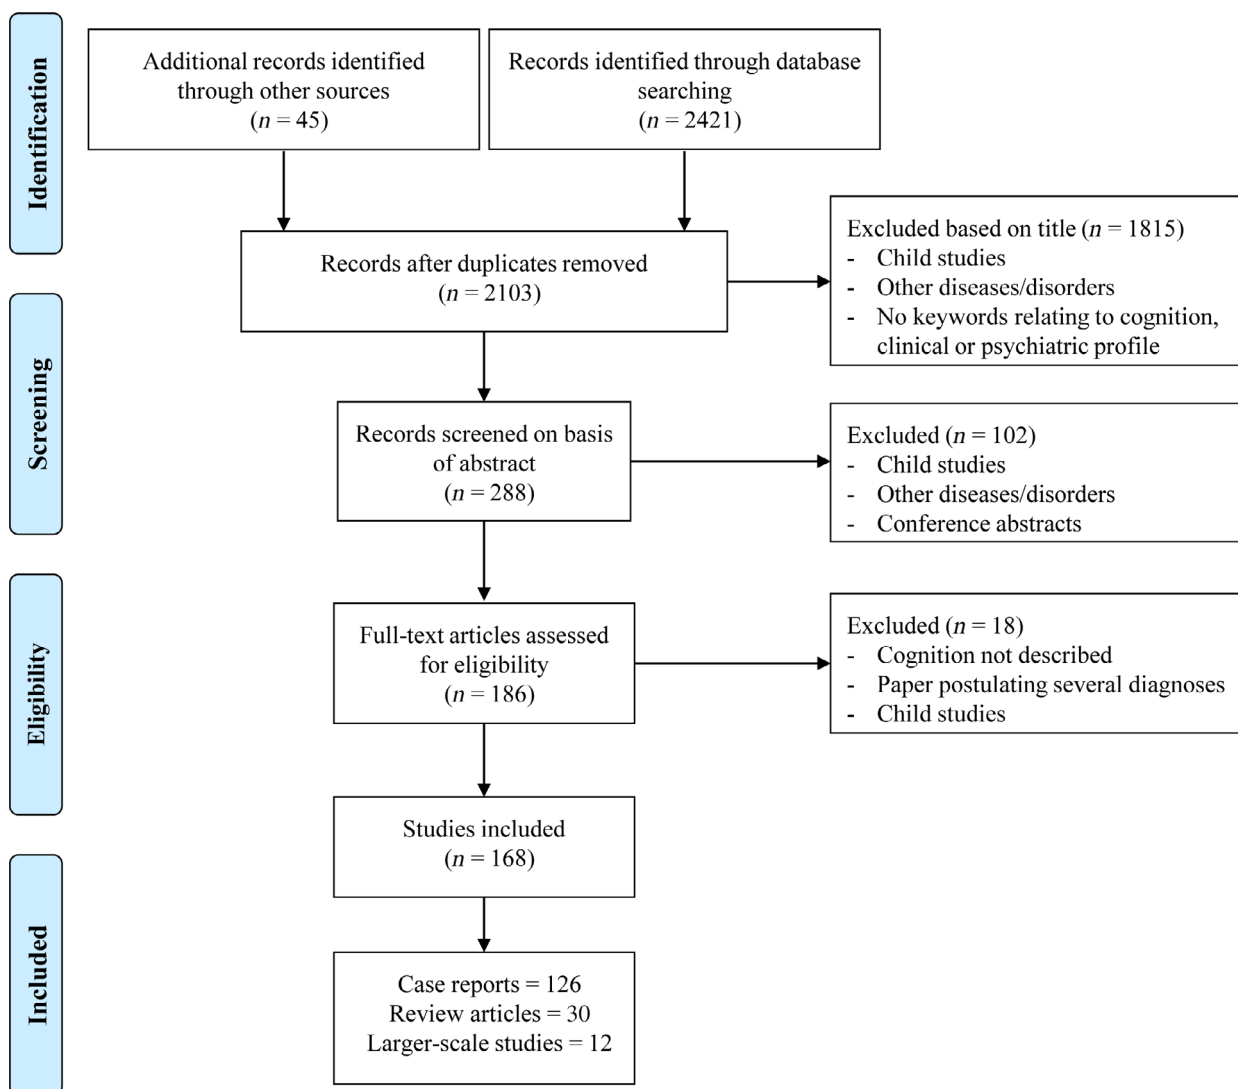 Identification
Additional records identified
through other sources
(n = 45)
Records identified through database
searching
(n = 2421)
Records after duplicates removed
(n = 2103)
Excluded based on title (n = 1815)
- Child studies
- Other diseases/disorders
- No keywords relating to cognition,
clinical or psychiatric profile
Screening
Records screened on basis
of abstract
(n = 288)
Excluded (n = 102)
- Child studies
- Other diseases/disorders
- Conference abstracts
Eligibility
Full-text articles assessed
for eligibility
(n = 186)
Excluded (n = 18)
- Cognition not described
- Paper postulating several diagnoses
- Child studies
Studies included
(n = 168)
Included
Case reports = 126
Review articles = 30
Larger-scale studies = 12